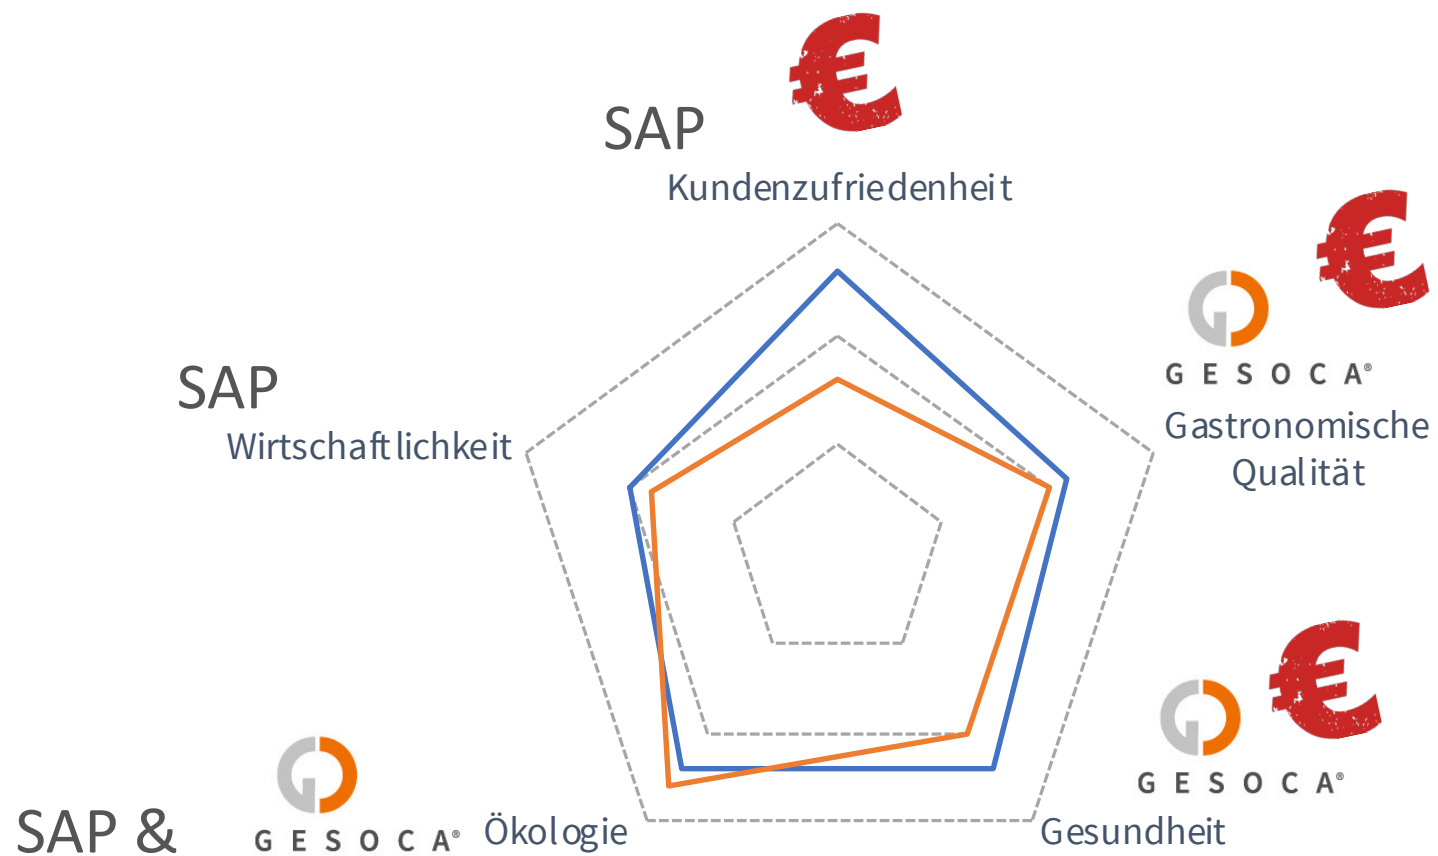 €
SAP
Kundenzufriedenheit
€
GESOCA®
Gastronomische
Qualität
SAP
Wirtschaftlichkeit
€
GESOCA®
Gesundheit
SAP &
GESOCA®
Ökologie